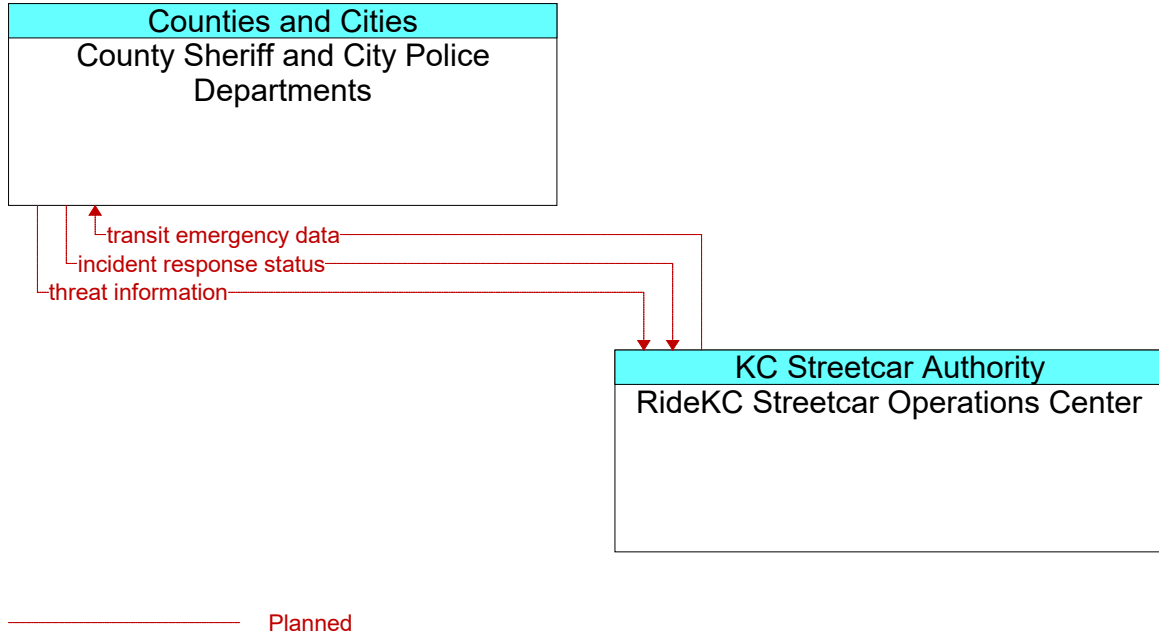 Counties and Cities
County Sheriff and City Police
Departments
transit emergency data
incident response status
threat information
KC Streetcar Authority
RideKC Streetcar Operations Center
Planned